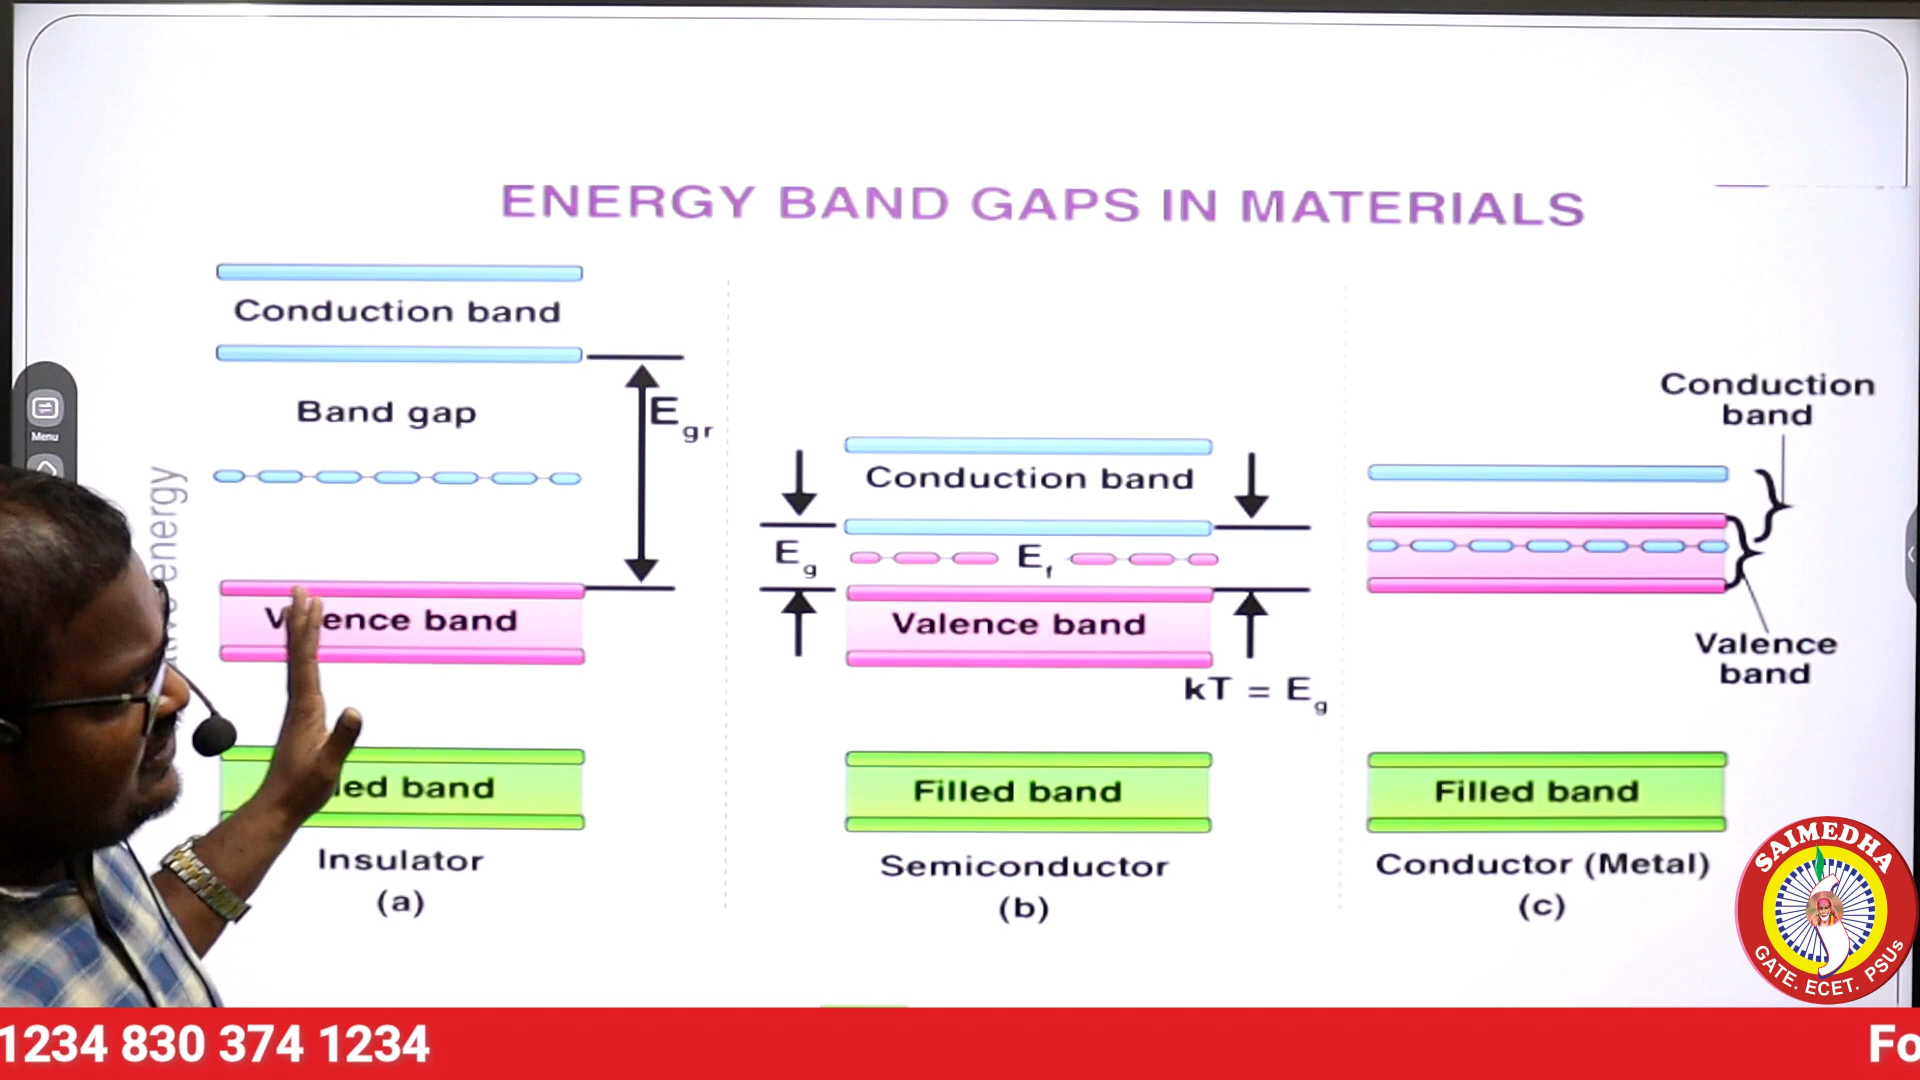 ENERGY BAND GAPS IN MATERIALS
Conduction band
Band gap
Egr
energy
Valence band
band
Insulator
(a)
Conduction band
Eg
Ef
Valence band
kT = Eg
Filled band
Semiconductor
(b)
Conduction
band
Valence
band
Filled band
Conductor (Metal)
(c)
Menu
SAIMEDHA
GATE. ECET. PSUs
1234 830 374 1234
Fo